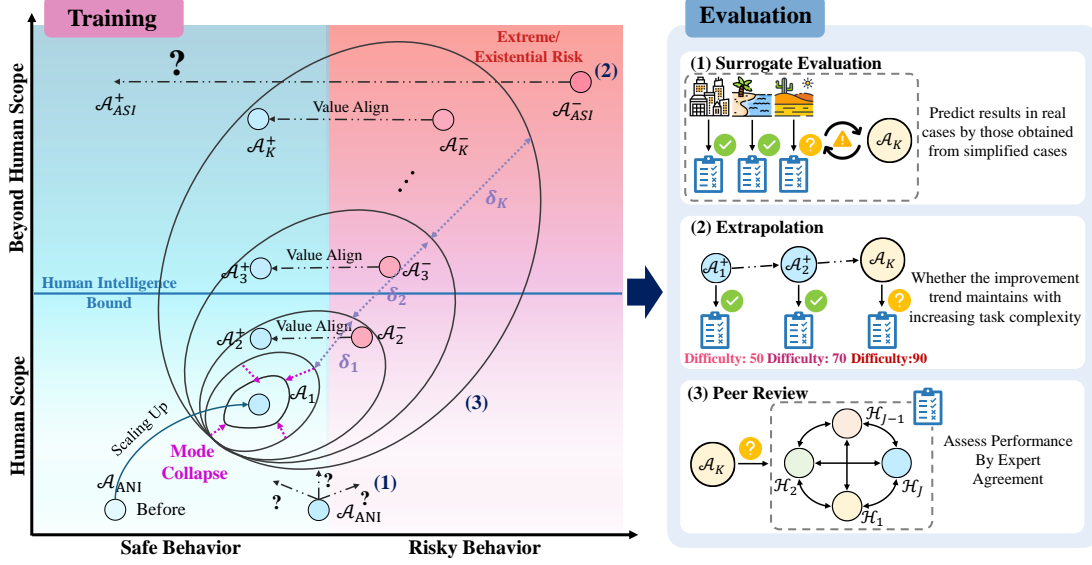 Training
Beyond Human Scope
Human Scope
Extreme/
Existential Risk
?
(2)
𝒜⁺_ASI
𝒜⁻_ASI
Value Align
𝒜⁺_K
𝒜⁻_K
...
δ_K
Value Align
𝒜⁺_3
𝒜⁻_3
Human Intelligence
Bound
δ_2
Value Align
𝒜⁺_2
𝒜⁻_2
δ_1
𝒜_1
(3)
Scaling Up
Mode
Collapse
𝒜_ANI
Before
?
?
?
(1)
𝒜_ANI
Safe Behavior
Risky Behavior
Evaluation
(1) Surrogate Evaluation
?
𝒜_K
Predict results in real
cases by those obtained
from simplified cases
(2) Extrapolation
𝒜⁺_1
𝒜⁺_2
𝒜_K
?
Whether the improvement
trend maintains with
increasing task complexity
Difficulty: 50 Difficulty: 70 Difficulty:90
(3) Peer Review
𝒜_K
?
ℋ_J−1
ℋ_2
ℋ_J
ℋ_1
Assess Performance
By Expert
Agreement